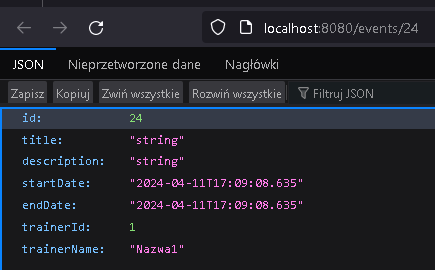 localhost:8080/events/24
JSON Nieprzetworzone dane Nagłówki
Zapisz Kopiuj Zwiń wszystkie Rozwiń wszystkie Filtruj JSON
id: 24
title: "string"
description: "string"
startDate: "2024-04-11T17:09:08.635"
endDate: "2024-04-11T17:09:08.635"
trainerId: 1
trainerName: "Nazwa1"